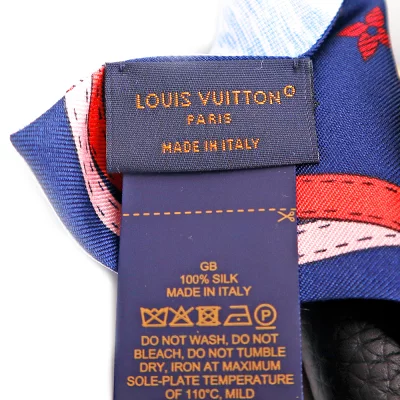 LOUIS VUITTON®
PARIS
MADE IN ITALY
GB
100% SILK
MADE IN ITALY
P
DO NOT WASH, DO NOT
BLEACH, DO NOT TUMBLE
DRY, IRON AT MAXIMUM
SOLE-PLATE TEMPERATURE
OF 110°C, MILD